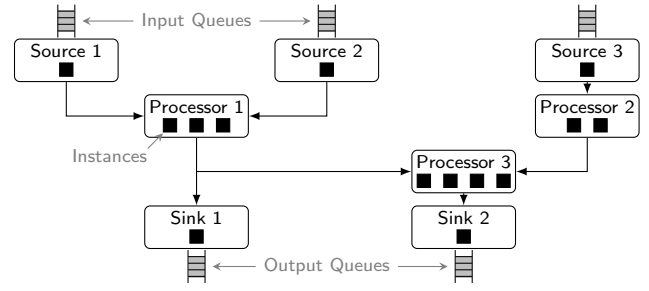 Input Queues
Source 1
Source 2
Source 3
Processor 1
Processor 2
Instances
Processor 3
Sink 1
Sink 2
Output Queues